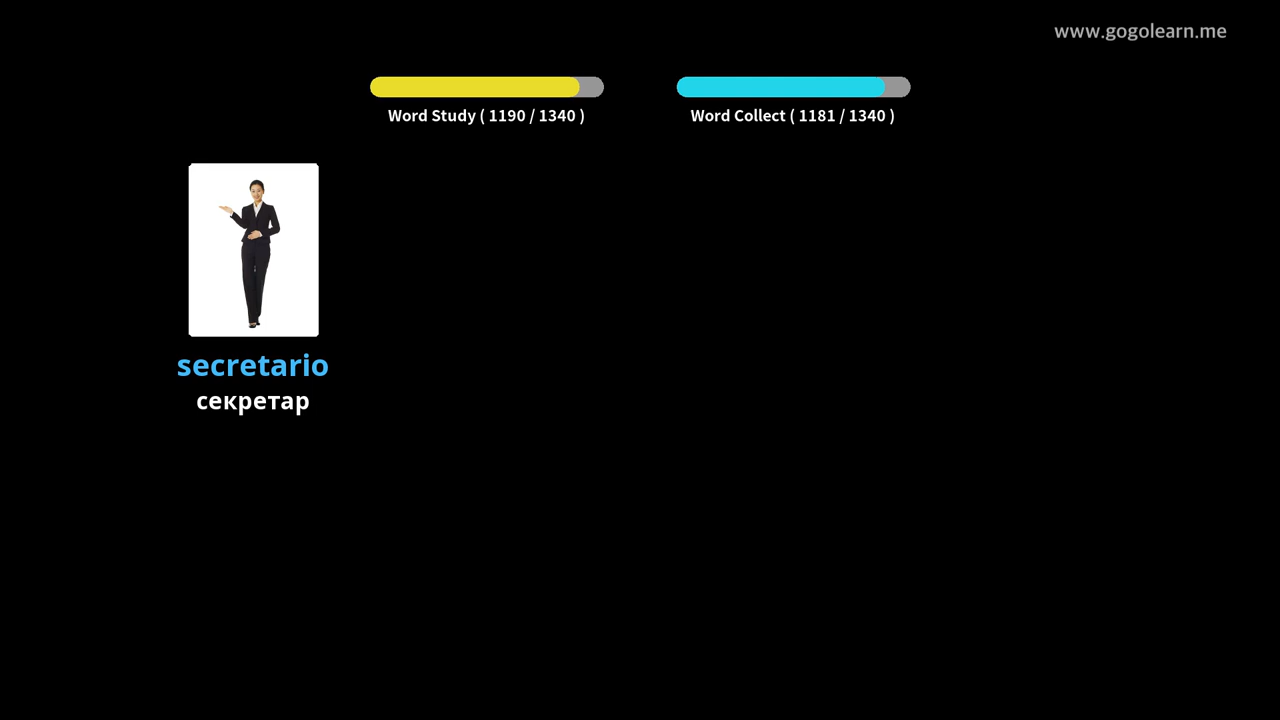 www.gogolearn.me
Word Study ( 1190 / 1340 )
Word Collect ( 1181 / 1340 )
secretario
секретар